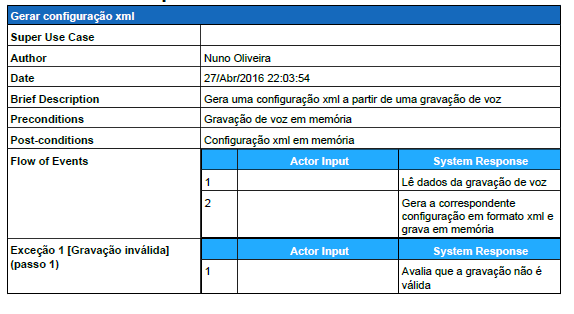 Gerar configuração xml
Super Use Case
Author Nuno Oliveira
Date 27/Abr/2016 22:03:54
Brief Description Gera uma configuração xml a partir de uma gravação de voz
Preconditions Gravação de voz em memória
Post-conditions Configuração xml em memória
Flow of Events Actor Input System Response
1 Lê dados da gravação de voz
2 Gera a correspondente
configuração em formato xml e
grava em memória
Exceção 1 [Gravação inválida] Actor Input System Response
(passo 1)
1 Avalia que a gravação não é
válida